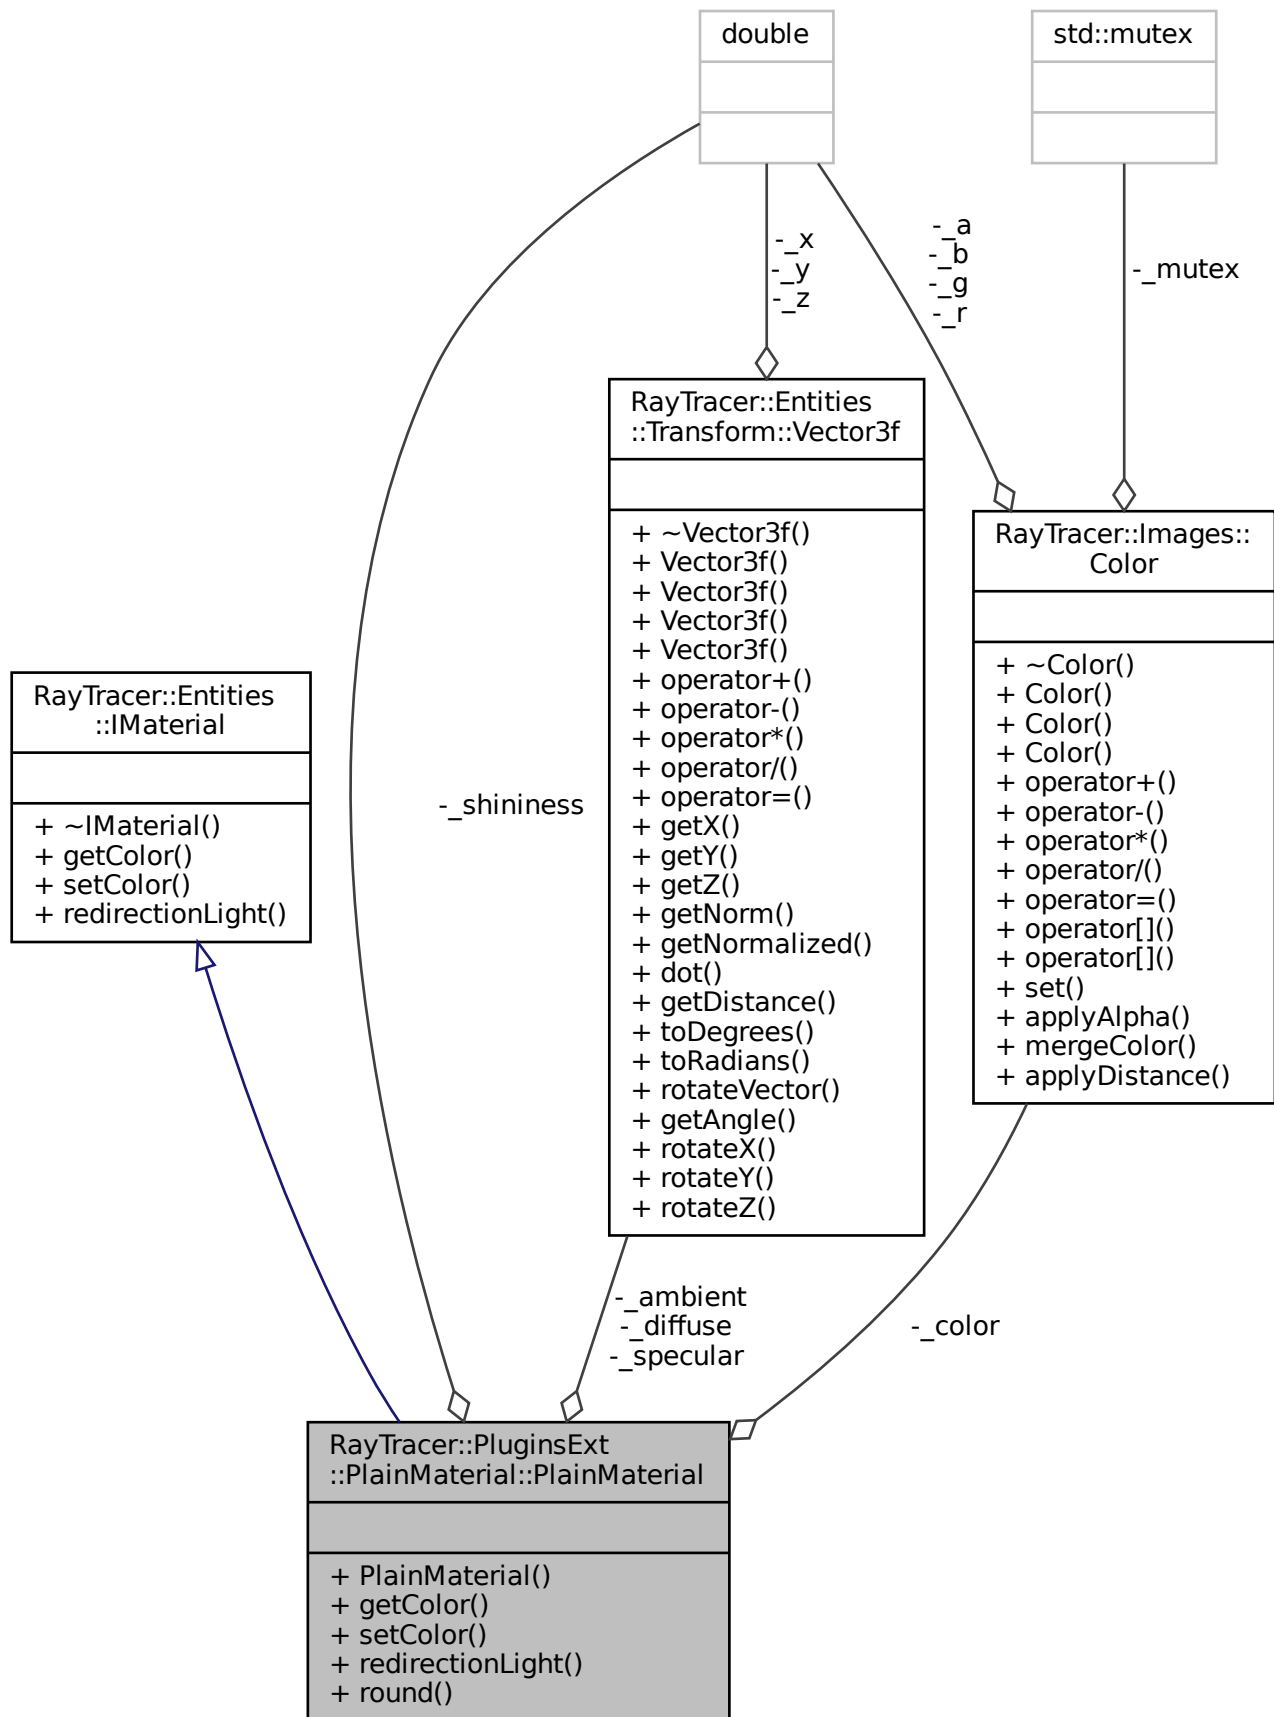 double
std::mutex
-_x
-_y
-_z
-_a
-_b
-_g
-_r
-_mutex
RayTracer::Entities
::Transform::Vector3f
+ ~Vector3f()
+ Vector3f()
+ Vector3f()
+ Vector3f()
+ Vector3f()
+ operator+()
+ operator-()
+ operator*()
+ operator/()
+ operator=()
+ getX()
+ getY()
+ getZ()
+ getNorm()
+ getNormalized()
+ dot()
+ getDistance()
+ toDegrees()
+ toRadians()
+ rotateVector()
+ getAngle()
+ rotateX()
+ rotateY()
+ rotateZ()
RayTracer::Images::
Color
+ ~Color()
+ Color()
+ Color()
+ Color()
+ operator+()
+ operator-()
+ operator*()
+ operator/()
+ operator=()
+ operator[]()
+ operator[]()
+ set()
+ applyAlpha()
+ mergeColor()
+ applyDistance()
RayTracer::Entities
::IMaterial
+ ~IMaterial()
+ getColor()
+ setColor()
+ redirectionLight()
-_shininess
-_ambient
-_diffuse
-_specular
-_color
RayTracer::PluginsExt
::PlainMaterial::PlainMaterial
+ PlainMaterial()
+ getColor()
+ setColor()
+ redirectionLight()
+ round()